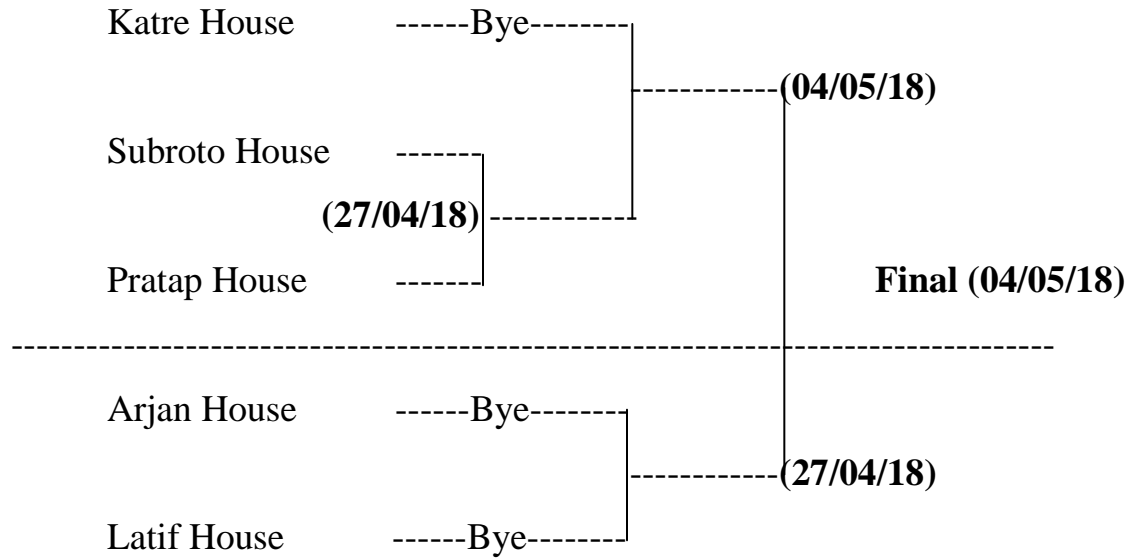 Katre House ------Bye--------
-----------(04/05/18)
Subroto House ------
(27/04/18) ------------
Pratap House ------
Final (04/05/18)
--------------------------------------------------------------------------------------
Arjan House ------Bye--------
------------(27/04/18)
Latif House ------Bye--------